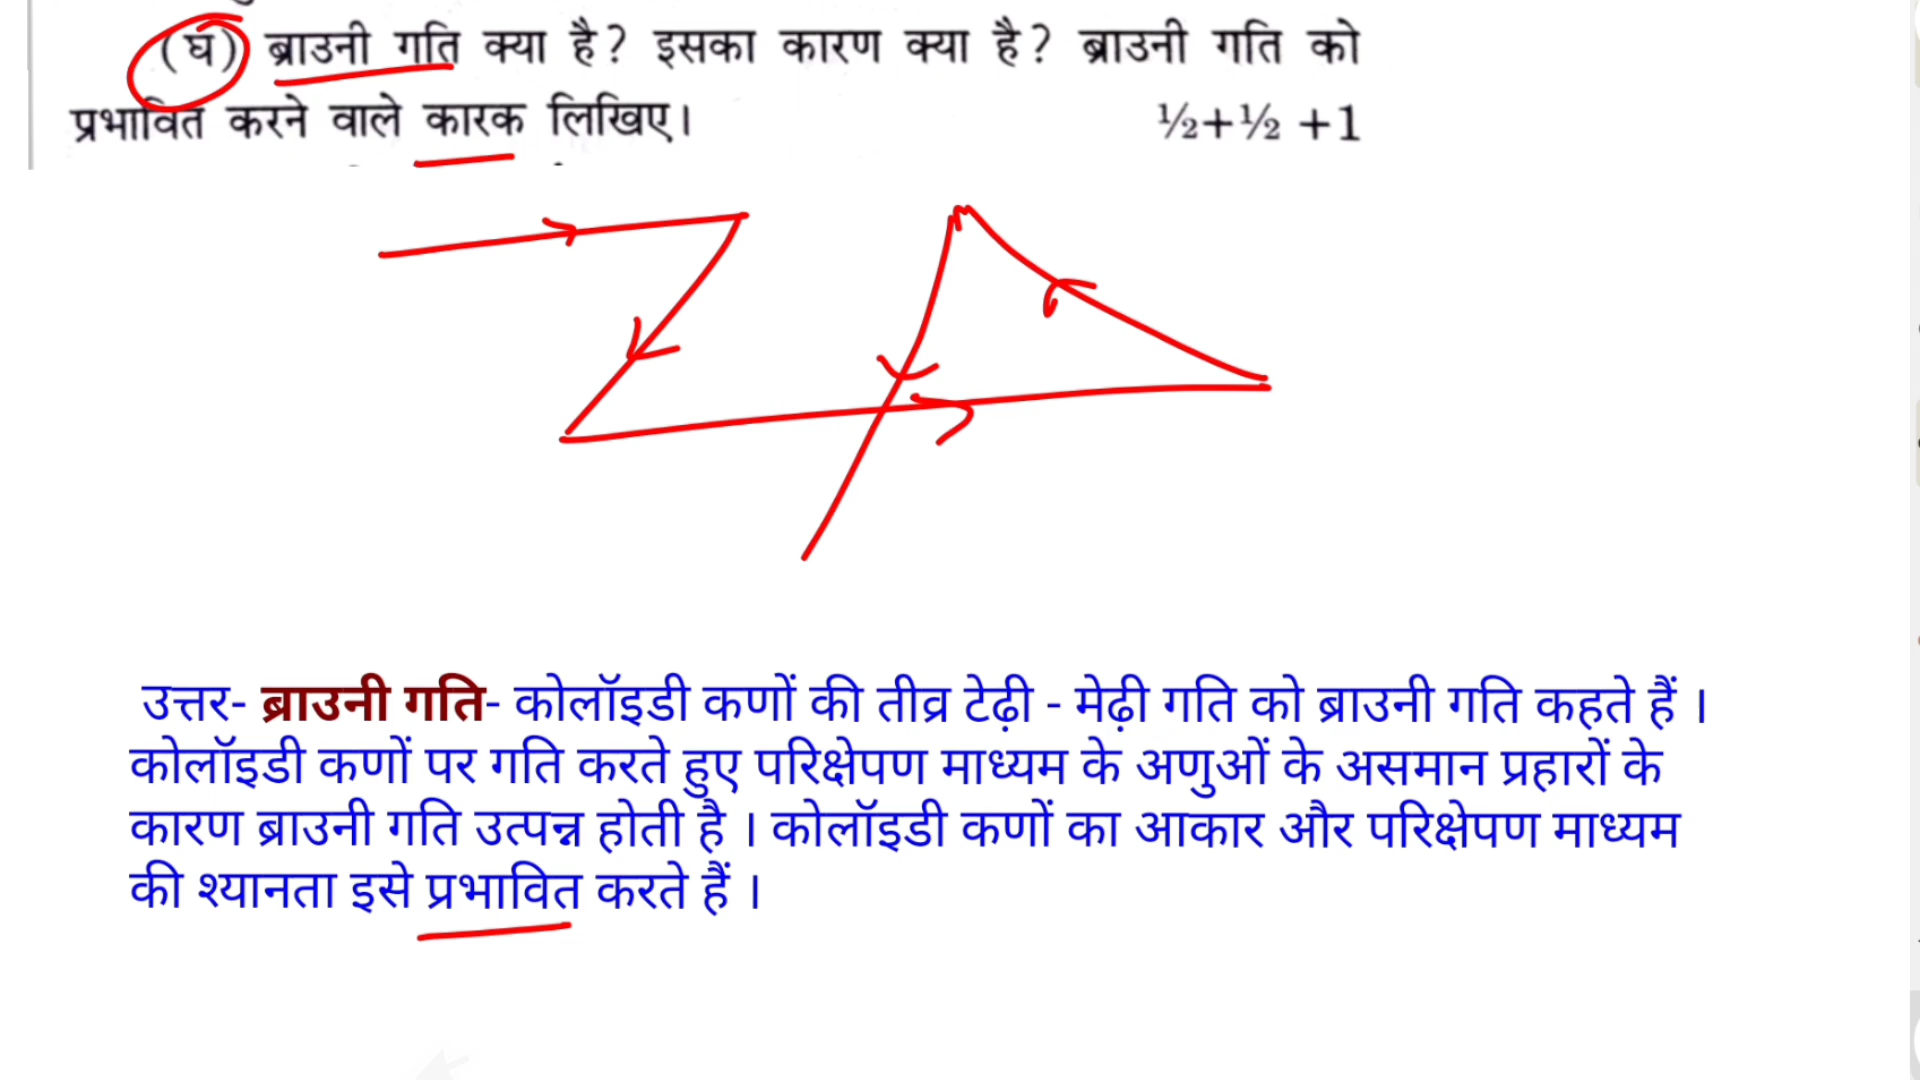 (घ) ब्राउनी गति क्या है? इसका कारण क्या है? ब्राउनी गति को
प्रभावित करने वाले कारक लिखिए। ½+½ +1
उत्तर- ब्राउनी गति- कोलॉइडी कणों की तीव्र टेढ़ी - मेढ़ी गति को ब्राउनी गति कहते हैं ।
कोलॉइडी कणों पर गति करते हुए परिक्षेपण माध्यम के अणुओं के असमान प्रहारों के
कारण ब्राउनी गति उत्पन्न होती है । कोलॉइडी कणों का आकार और परिक्षेपण माध्यम
की श्यानता इसे प्रभावित करते हैं ।